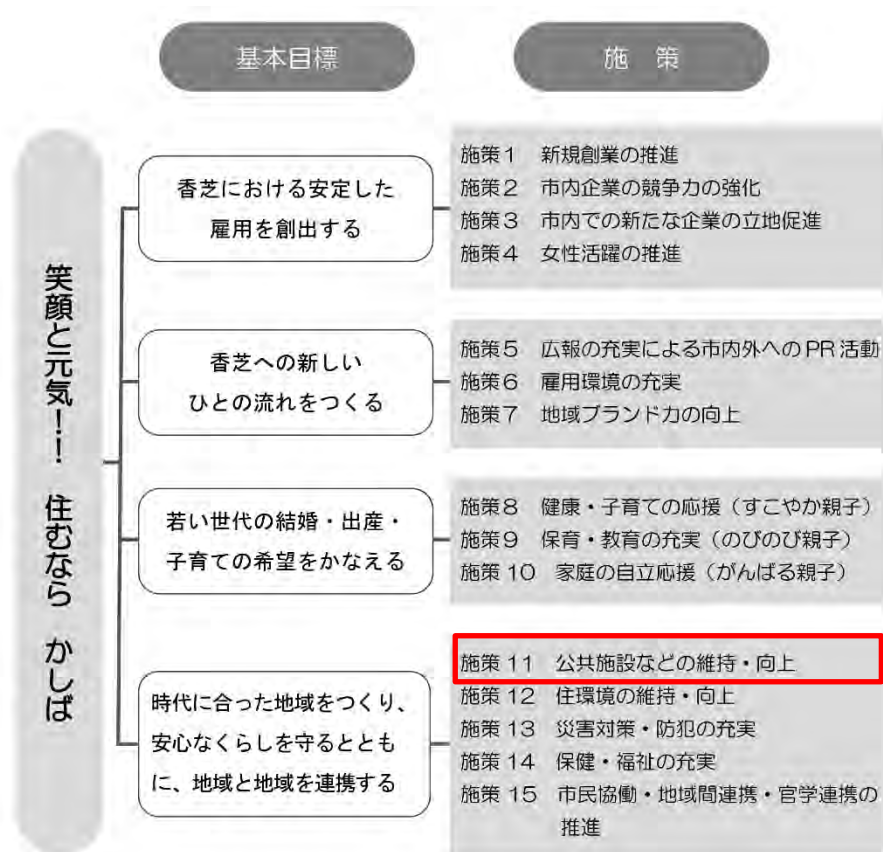 基本目標
施　策
笑顔と元気!!　住むなら　かしば
香芝における安定した
雇用を創出する
施策1　新規創業の推進
施策2　市内企業の競争力の強化
施策3　市内での新たな企業の立地促進
施策4　女性活躍の推進
香芝への新しい
ひとの流れをつくる
施策5　広報の充実による市内外へのPR活動
施策6　雇用環境の充実
施策7　地域ブランド力の向上
若い世代の結婚・出産・
子育ての希望をかなえる
施策8　健康・子育ての応援（すこやか親子）
施策9　保育・教育の充実（のびのび親子）
施策10　家庭の自立応援（がんばる親子）
時代に合った地域をつくり、
安心なくらしを守るととも
に、地域と地域を連携する
施策11　公共施設などの維持・向上
施策12　住環境の維持・向上
施策13　災害対策・防犯の充実
施策14　保健・福祉の充実
施策15　市民協働・地域間連携・官学連携の
推進